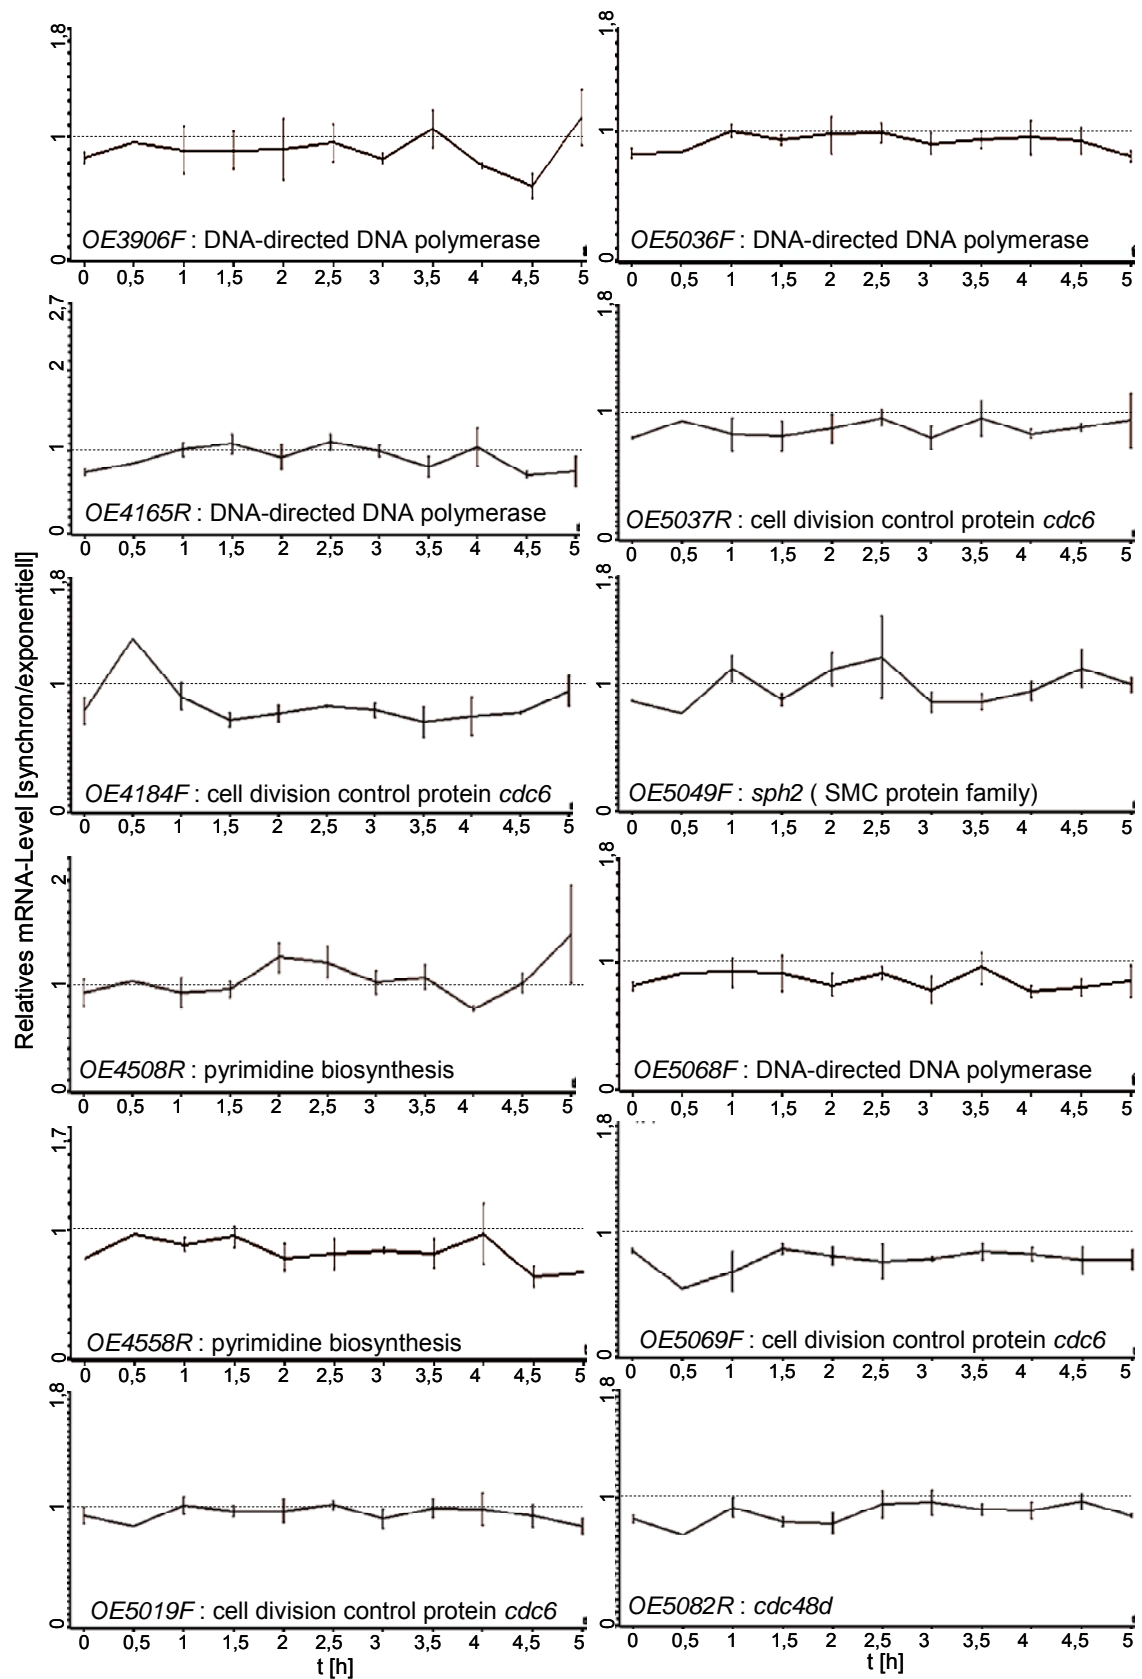 Relatives mRNA-Level [synchron/exponentiell]
1,8
1
0
OE3906F : DNA-directed DNA polymerase
0 0,5 1 1,5 2 2,5 3 3,5 4 4,5 5
1,8
1
0
OE5036F : DNA-directed DNA polymerase
0 0,5 1 1,5 2 2,5 3 3,5 4 4,5 5
2,7
2
1
0
OE4165R : DNA-directed DNA polymerase
0 0,5 1 1,5 2 2,5 3 3,5 4 4,5 5
1,8
1
0
OE5037R : cell division control protein cdc6
0 0,5 1 1,5 2 2,5 3 3,5 4 4,5 5
1,8
1
0
OE4184F : cell division control protein cdc6
0 0,5 1 1,5 2 2,5 3 3,5 4 4,5 5
1,8
1
0
OE5049F : sph2 ( SMC protein family)
0 0,5 1 1,5 2 2,5 3 3,5 4 4,5 5
2
1
0
OE4508R : pyrimidine biosynthesis
0 0,5 1 1,5 2 2,5 3 3,5 4 4,5 5
1,8
1
0
OE5068F : DNA-directed DNA polymerase
0 0,5 1 1,5 2 2,5 3 3,5 4 4,5 5
1,7
1
0
OE4558R : pyrimidine biosynthesis
0 0,5 1 1,5 2 2,5 3 3,5 4 4,5 5
1,8
1
0
OE5069F : cell division control protein cdc6
0 0,5 1 1,5 2 2,5 3 3,5 4 4,5 5
1,8
1
0
OE5019F : cell division control protein cdc6
0 0,5 1 1,5 2 2,5 3 3,5 4 4,5 5
t [h]
1,8
1
0
OE5082R : cdc48d
0 0,5 1 1,5 2 2,5 3 3,5 4 4,5 5
t [h]